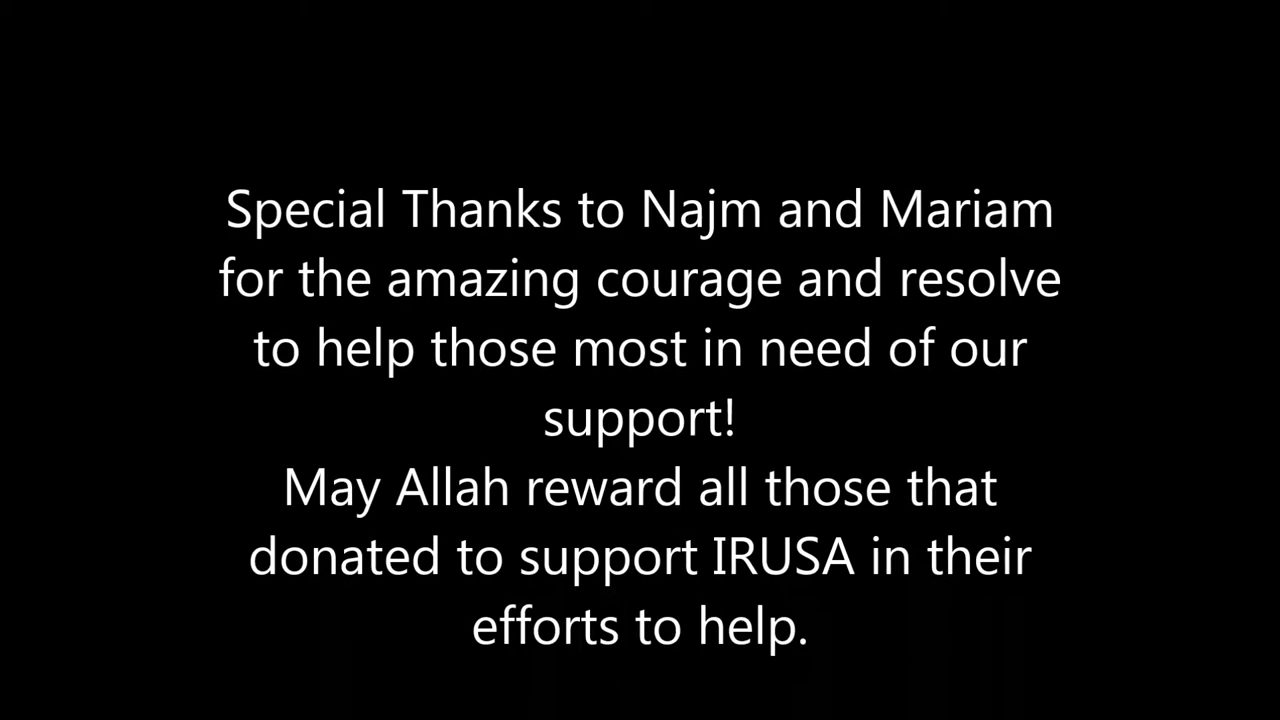 Special Thanks to Najm and Mariam
for the amazing courage and resolve
to help those most in need of our
support!
May Allah reward all those that
donated to support IRUSA in their
efforts to help.